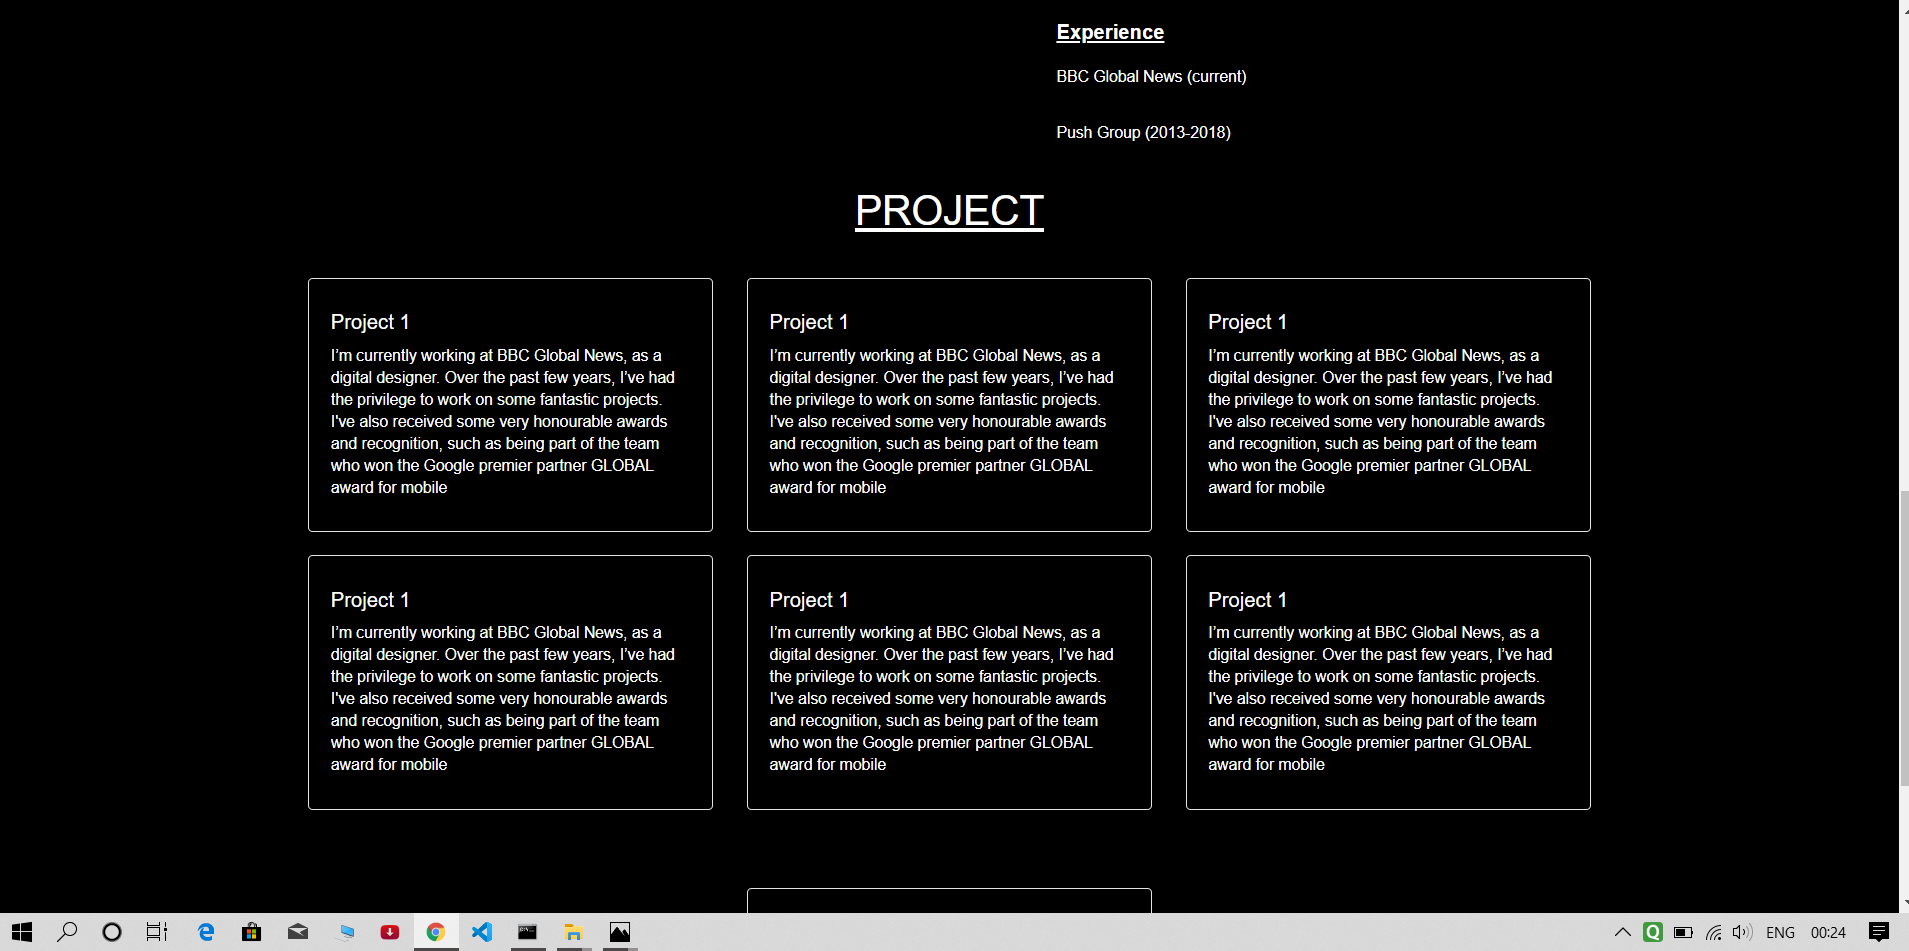 Experience
BBC Global News (current)
Push Group (2013-2018)
PROJECT
Project 1
I’m currently working at BBC Global News, as a
digital designer. Over the past few years, I’ve had
the privilege to work on some fantastic projects.
I've also received some very honourable awards
and recognition, such as being part of the team
who won the Google premier partner GLOBAL
award for mobile
Project 1
I’m currently working at BBC Global News, as a
digital designer. Over the past few years, I’ve had
the privilege to work on some fantastic projects.
I've also received some very honourable awards
and recognition, such as being part of the team
who won the Google premier partner GLOBAL
award for mobile
Project 1
I’m currently working at BBC Global News, as a
digital designer. Over the past few years, I’ve had
the privilege to work on some fantastic projects.
I've also received some very honourable awards
and recognition, such as being part of the team
who won the Google premier partner GLOBAL
award for mobile
Project 1
I’m currently working at BBC Global News, as a
digital designer. Over the past few years, I’ve had
the privilege to work on some fantastic projects.
I've also received some very honourable awards
and recognition, such as being part of the team
who won the Google premier partner GLOBAL
award for mobile
Project 1
I’m currently working at BBC Global News, as a
digital designer. Over the past few years, I’ve had
the privilege to work on some fantastic projects.
I've also received some very honourable awards
and recognition, such as being part of the team
who won the Google premier partner GLOBAL
award for mobile
Project 1
I’m currently working at BBC Global News, as a
digital designer. Over the past few years, I’ve had
the privilege to work on some fantastic projects.
I've also received some very honourable awards
and recognition, such as being part of the team
who won the Google premier partner GLOBAL
award for mobile
ENG 00:24